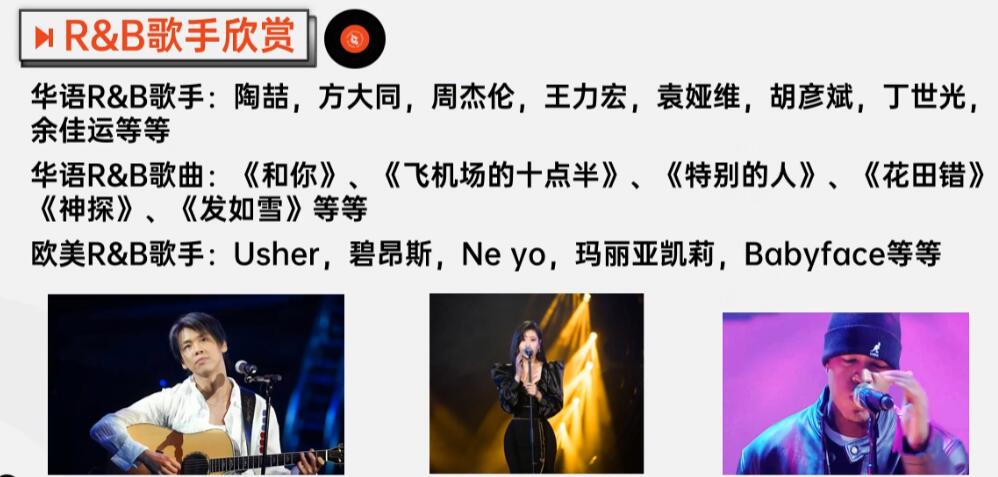 R&B歌手欣赏
华语R&B歌手：陶喆，方大同，周杰伦，王力宏，袁娅维，胡彦斌，丁世光，
余佳运等等
华语R&B歌曲：《和你》、《飞机场的十点半》、《特别的人》、《花田错》
《神探》、《发如雪》等等
欧美R&B歌手：Usher，碧昂斯，Ne yo，玛丽亚凯莉，Babyface等等